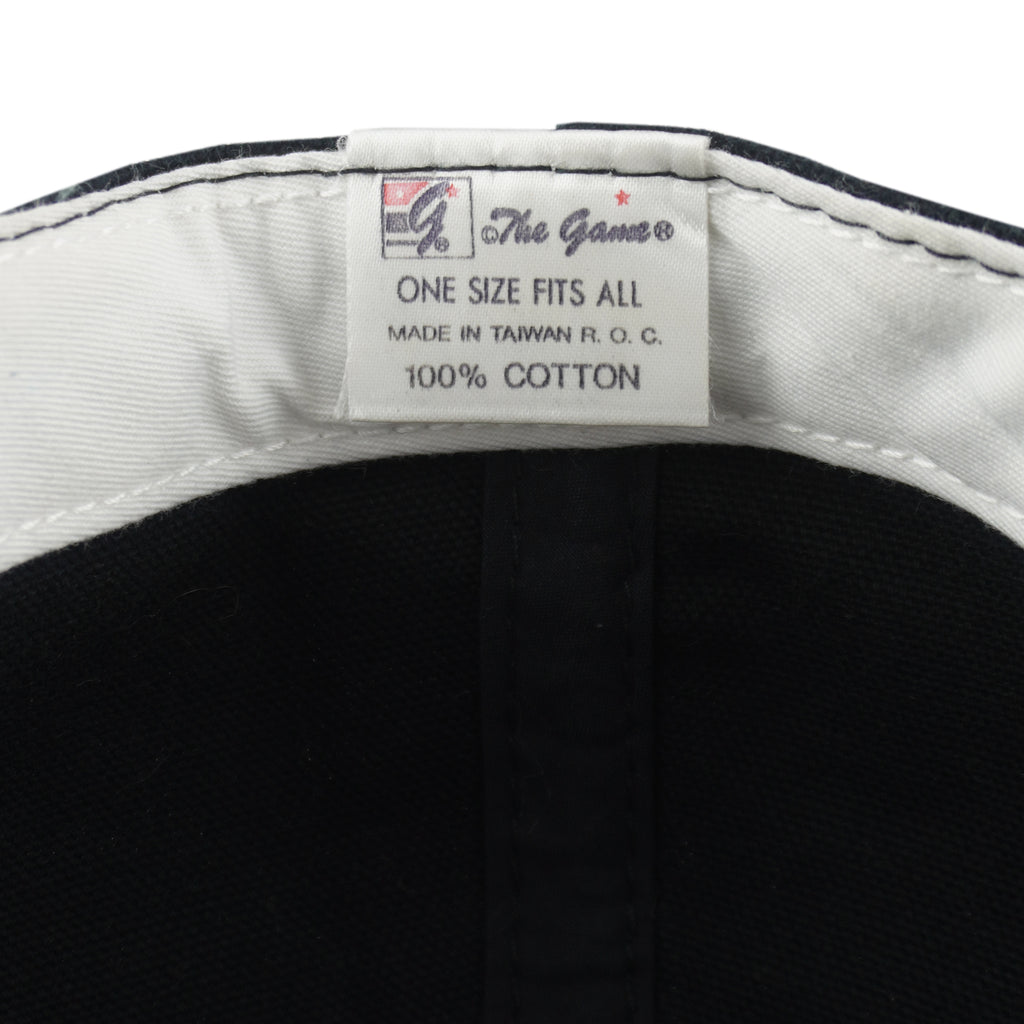 G® ©The Game®
ONE SIZE FITS ALL
MADE IN TAIWAN R. O. C.
100% COTTON